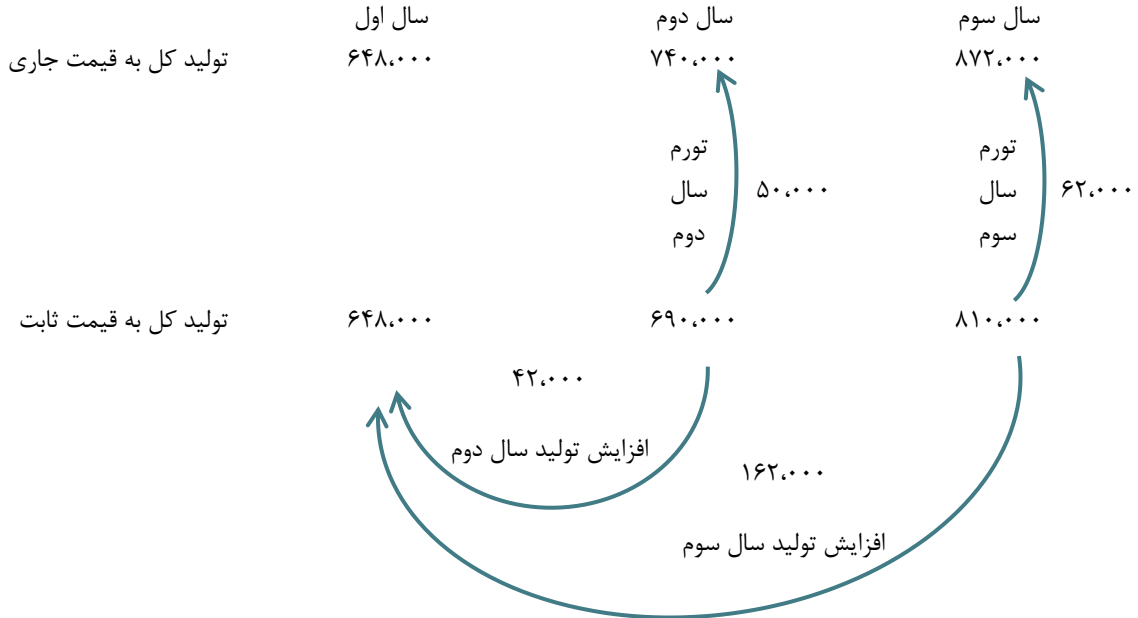 سال اول سال دوم سال سوم
تولید کل به قیمت جاری ۶۴۸،۰۰۰ ۷۴۰،۰۰۰ ۸۷۲،۰۰۰
تورم
سال
دوم
۵۰،۰۰۰
تورم
سال
سوم
۶۲،۰۰۰
تولید کل به قیمت ثابت ۶۴۸،۰۰۰ ۶۹۰،۰۰۰ ۸۱۰،۰۰۰
۴۲،۰۰۰
افزایش تولید سال دوم
۱۶۲،۰۰۰
افزایش تولید سال سوم